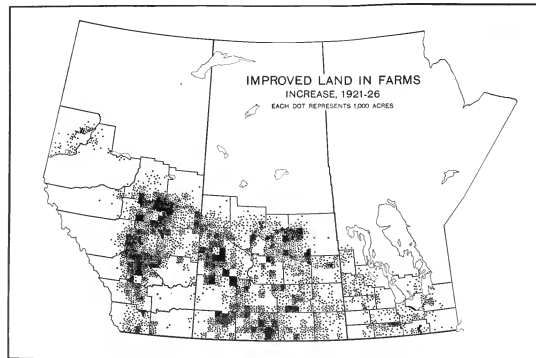 IMPROVED LAND IN FARMS
INCREASE, 1921-26
EACH DOT REPRESENTS 1,000 ACRES